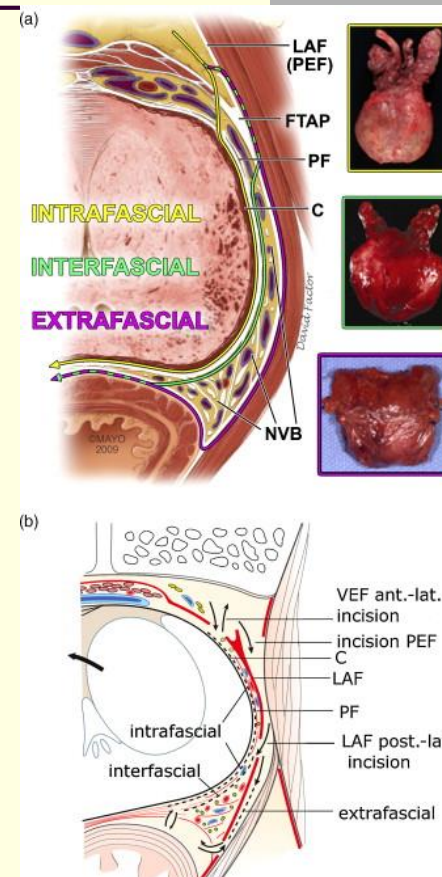 (a)
LAF
(PEF)
FTAP
PF
C
INTRAFASCIAL
INTERFASCIAL
EXTRAFASCIAL
David Factor
NVB
©MAYO
2009
(b)
VEF ant.-lat.
incision
incision PEF
C
LAF
PF
intrafascial
LAF post.-la
incision
interfascial
extrafascial